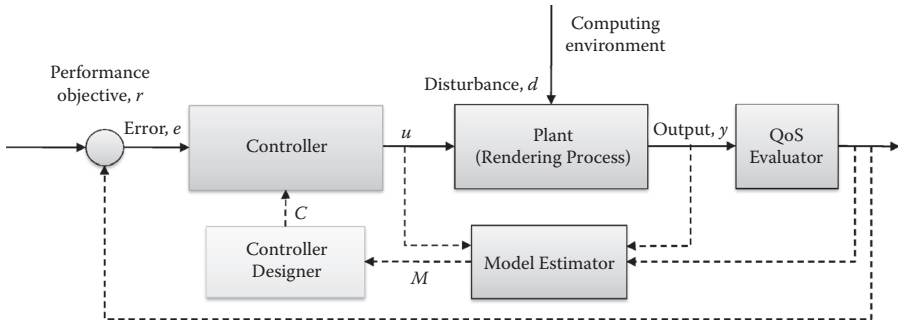 Computing
environment
Performance
objective, r
Disturbance, d
Error, e
Controller
u
Plant
(Rendering Process)
Output, y
QoS
Evaluator
C
Controller
Designer
M
Model Estimator